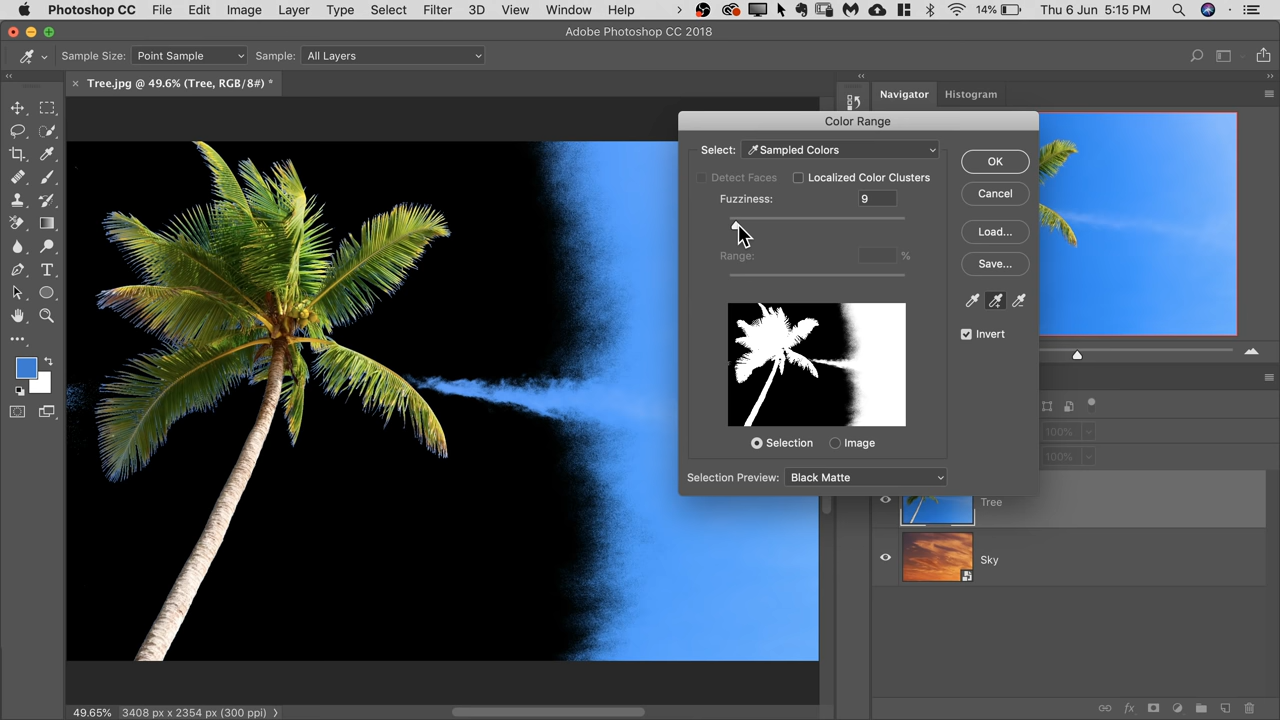 Photoshop CC File Edit Image Layer Type Select Filter 3D View Window Help 14% Thu 6 Jun 5:15 PM
Adobe Photoshop CC 2018
Sample Size: Point Sample Sample: All Layers
Tree.jpg @ 49.6% (Tree, RGB/8#) *
Navigator Histogram
Color Range
Select: Sampled Colors
OK
Detect Faces Localized Color Clusters
Cancel
Fuzziness: 9
Load...
Range: %
Save...
Invert
100%
Selection Image
100%
Selection Preview: Black Matte
Tree
Sky
49.65% 3408 px x 2354 px (300 ppi)